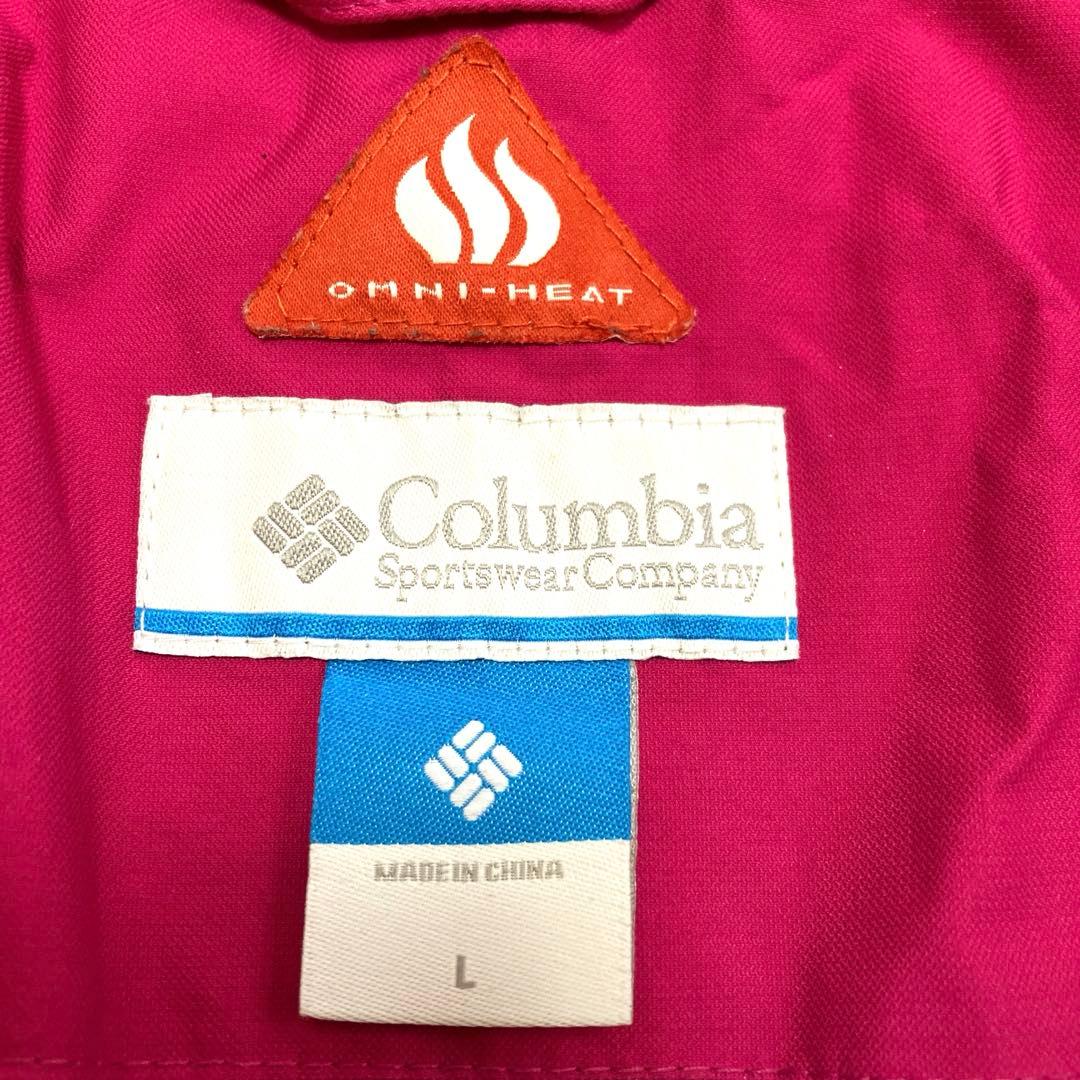 OMNI-HEAT
Columbia
Sportswear Company
MADE IN CHINA
L